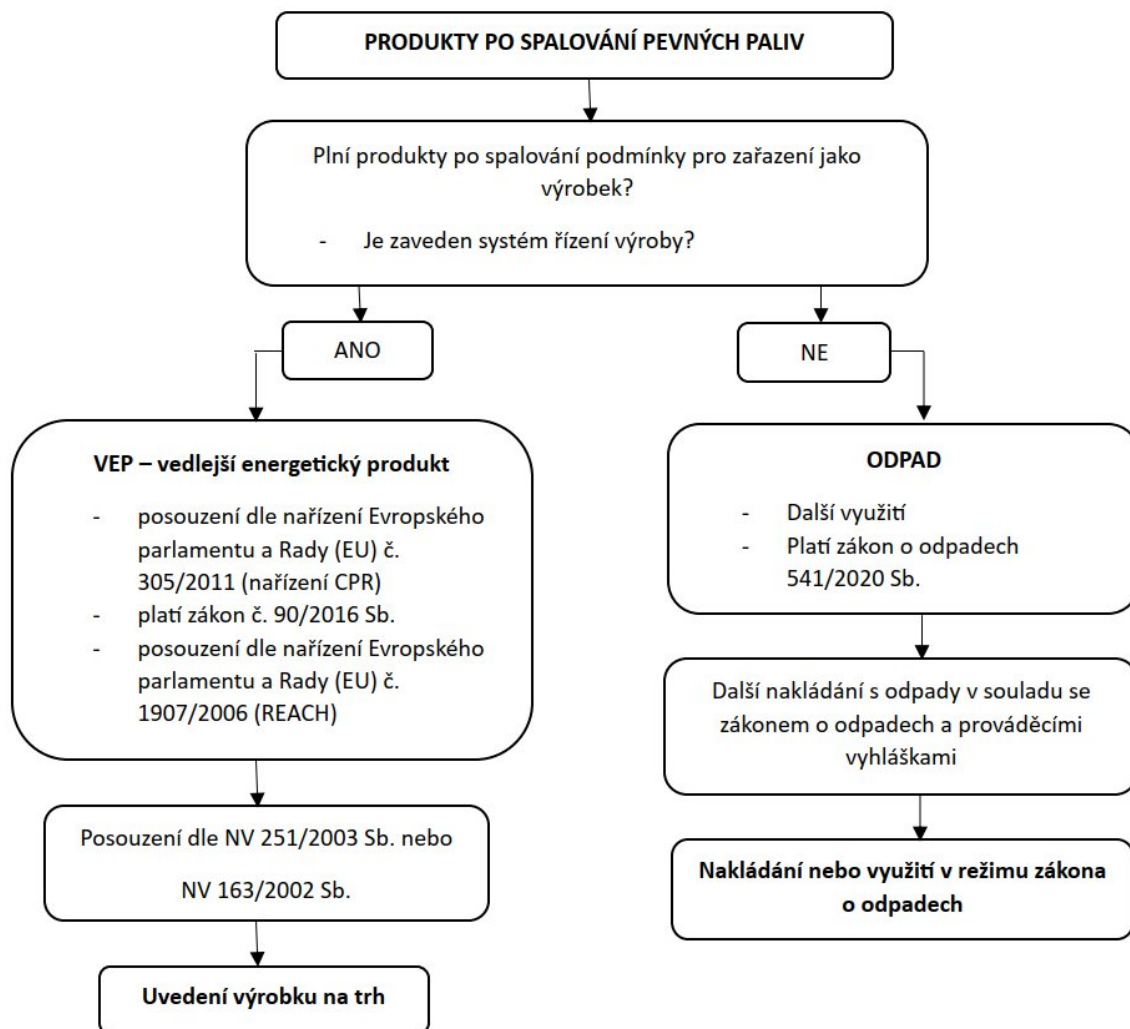 PRODUKTY PO SPALOVÁNÍ PEVNÝCH PALIV
Plní produkty po spalování podmínky pro zařazení jako
výrobek?
- Je zaveden systém řízení výroby?
ANO
NE
VEP – vedlejší energetický produkt
- posouzení dle nařízení Evropského
parlamentu a Rady (EU) č.
305/2011 (nařízení CPR)
- platí zákon č. 90/2016 Sb.
- posouzení dle nařízení Evropského
parlamentu a Rady (EU) č.
1907/2006 (REACH)
Posouzení dle NV 251/2003 Sb. nebo
NV 163/2002 Sb.
Uvedení výrobku na trh
ODPAD
- Další využití
- Platí zákon o odpadech
541/2020 Sb.
Další nakládání s odpady v souladu se
zákonem o odpadech a prováděcími
vyhláškami
Nakládání nebo využití v režimu zákona
o odpadech